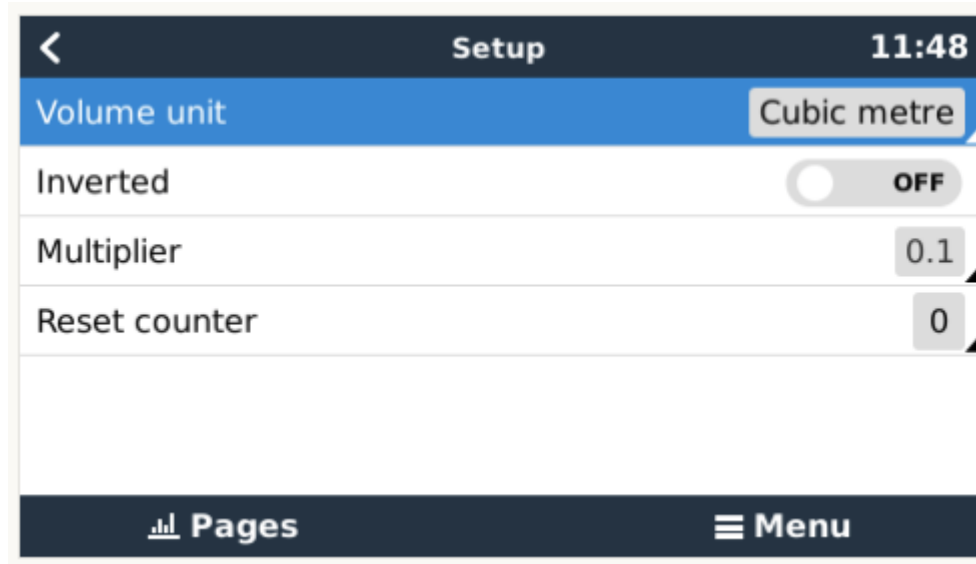 Setup 11:48
Volume unit Cubic metre
Inverted OFF
Multiplier 0.1
Reset counter 0
Pages Menu